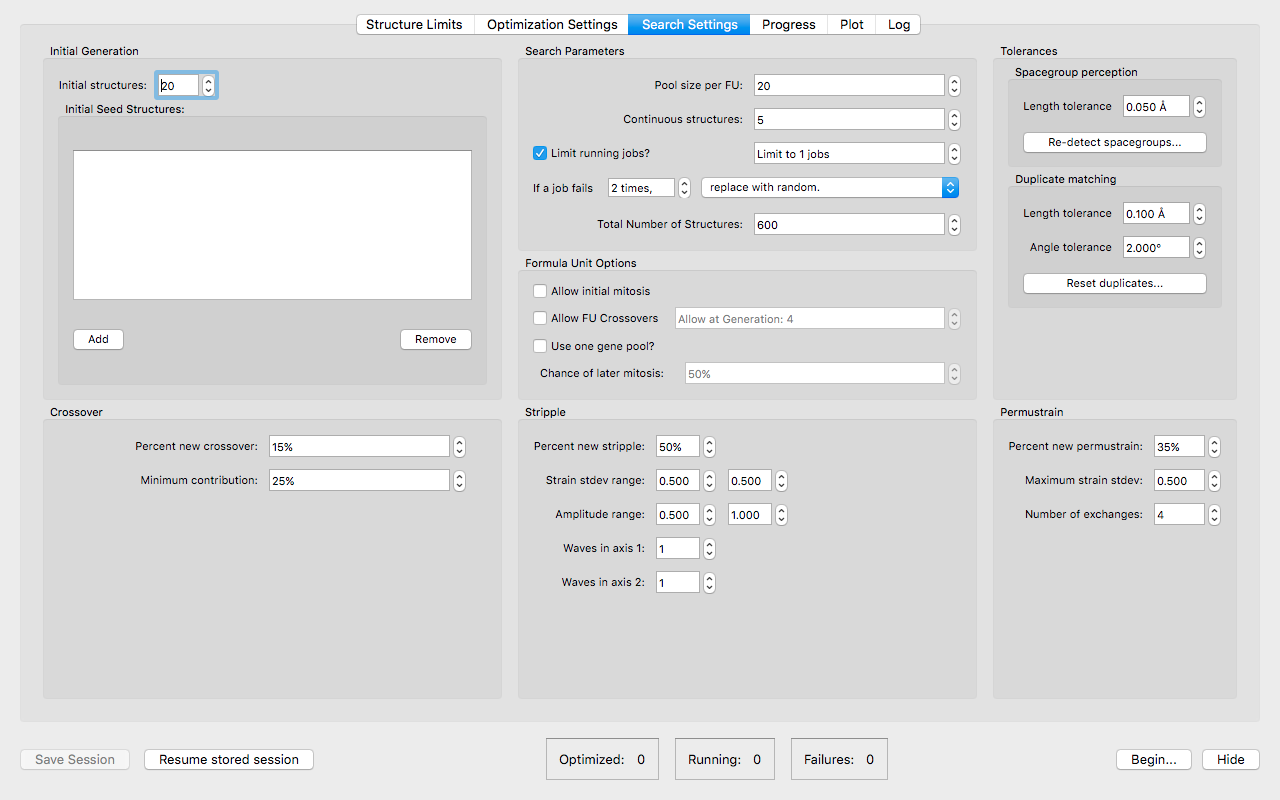 Structure Limits
Optimization Settings
Search Settings
Progress
Plot
Log
Initial Generation
Initial structures: 20
Initial Seed Structures:
Add
Remove
Search Parameters
Pool size per FU: 20
Continuous structures: 5
Limit running jobs? Limit to 1 jobs
If a job fails 2 times, replace with random.
Total Number of Structures: 600
Formula Unit Options
Allow initial mitosis
Allow FU Crossovers Allow at Generation: 4
Use one gene pool?
Chance of later mitosis: 50%
Tolerances
Spacegroup perception
Length tolerance 0.050 Å
Re-detect spacegroups...
Duplicate matching
Length tolerance 0.100 Å
Angle tolerance 2.000°
Reset duplicates...
Crossover
Percent new crossover: 15%
Minimum contribution: 25%
Stripple
Percent new stripple: 50%
Strain stdev range: 0.500 0.500
Amplitude range: 0.500 1.000
Waves in axis 1: 1
Waves in axis 2: 1
Permustrain
Percent new permustrain: 35%
Maximum strain stdev: 0.500
Number of exchanges: 4
Save Session
Resume stored session
Optimized: 0
Running: 0
Failures: 0
Begin...
Hide